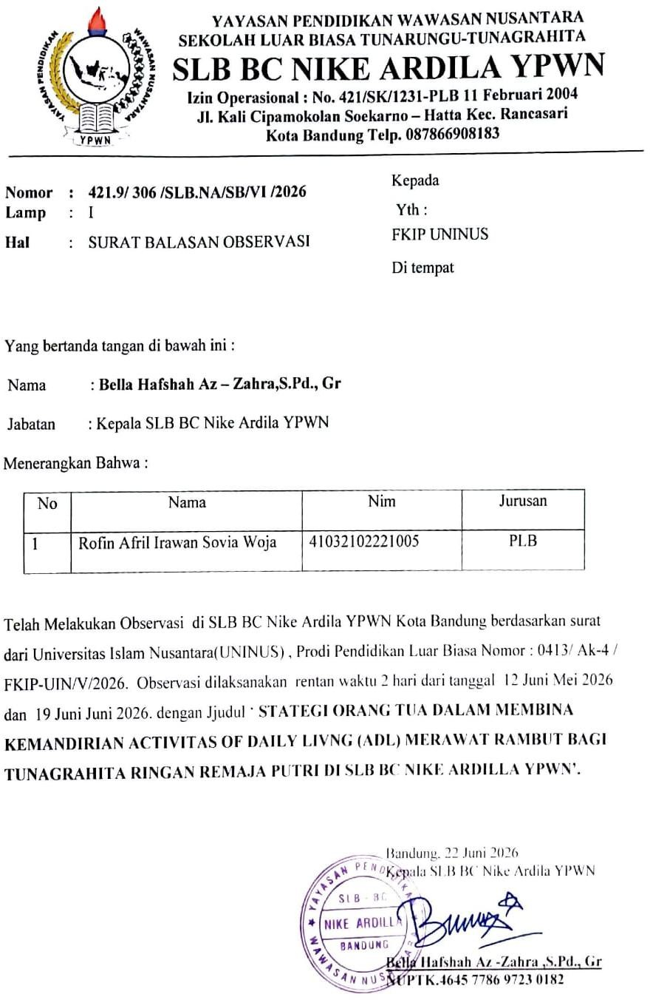 YAYASAN PENDIDIKAN WAWASAN NUSANTARA
YPWN
YAYASAN PENDIDIKAN WAWASAN NUSANTARA
SEKOLAH LUAR BIASA TUNARUNGU-TUNAGRAHITA
SLB BC NIKE ARDILA YPWN
Izin Operasional : No. 421/SK/1231-PLB 11 Februari 2004
Jl. Kali Cipamokolan Soekarno – Hatta Kec. Rancasari
Kota Bandung Telp. 087866908183
Nomor : 421.9/ 306 /SLB.NA/SB/VI /2026
Lamp : I
Hal : SURAT BALASAN OBSERVASI
Kepada
Yth :
FKIP UNINUS
Di tempat
Yang bertanda tangan di bawah ini :
Nama : Bella Hafshah Az – Zahra,S.Pd., Gr
Jabatan : Kepala SLB BC Nike Ardila YPWN
Menerangkan Bahwa :
No Nama Nim Jurusan
1 Rofin Afril Irawan Sovia Woja 41032102221005 PLB
Telah Melakukan Observasi di SLB BC Nike Ardila YPWN Kota Bandung berdasarkan surat
dari Universitas Islam Nusantara(UNINUS) , Prodi Pendidikan Luar Biasa Nomor : 0413/ Ak-4 /
FKIP-UIN/V/2026. Observasi dilaksanakan rentan waktu 2 hari dari tanggal 12 Juni Mei 2026
dan 19 Juni Juni 2026. dengan Jjudul ‘ STATEGI ORANG TUA DALAM MEMBINA
KEMANDIRIAN ACTIVITAS OF DAILY LIVNG (ADL) MERAWAT RAMBUT BAGI
TUNAGRAHITA RINGAN REMAJA PUTRI DI SLB BC NIKE ARDILLA YPWN’.
Bandung, 22 Juni 2026
Kepala SLB BC Nike Ardila YPWN
YAYASAN PENDIDIKAN
SLB - BC
NIKE ARDILLA
BANDUNG
WAWASAN NUSANTARA
Bella Hafshah Az -Zahra ,S.Pd., Gr
NUPTK.4645 7786 9723 0182